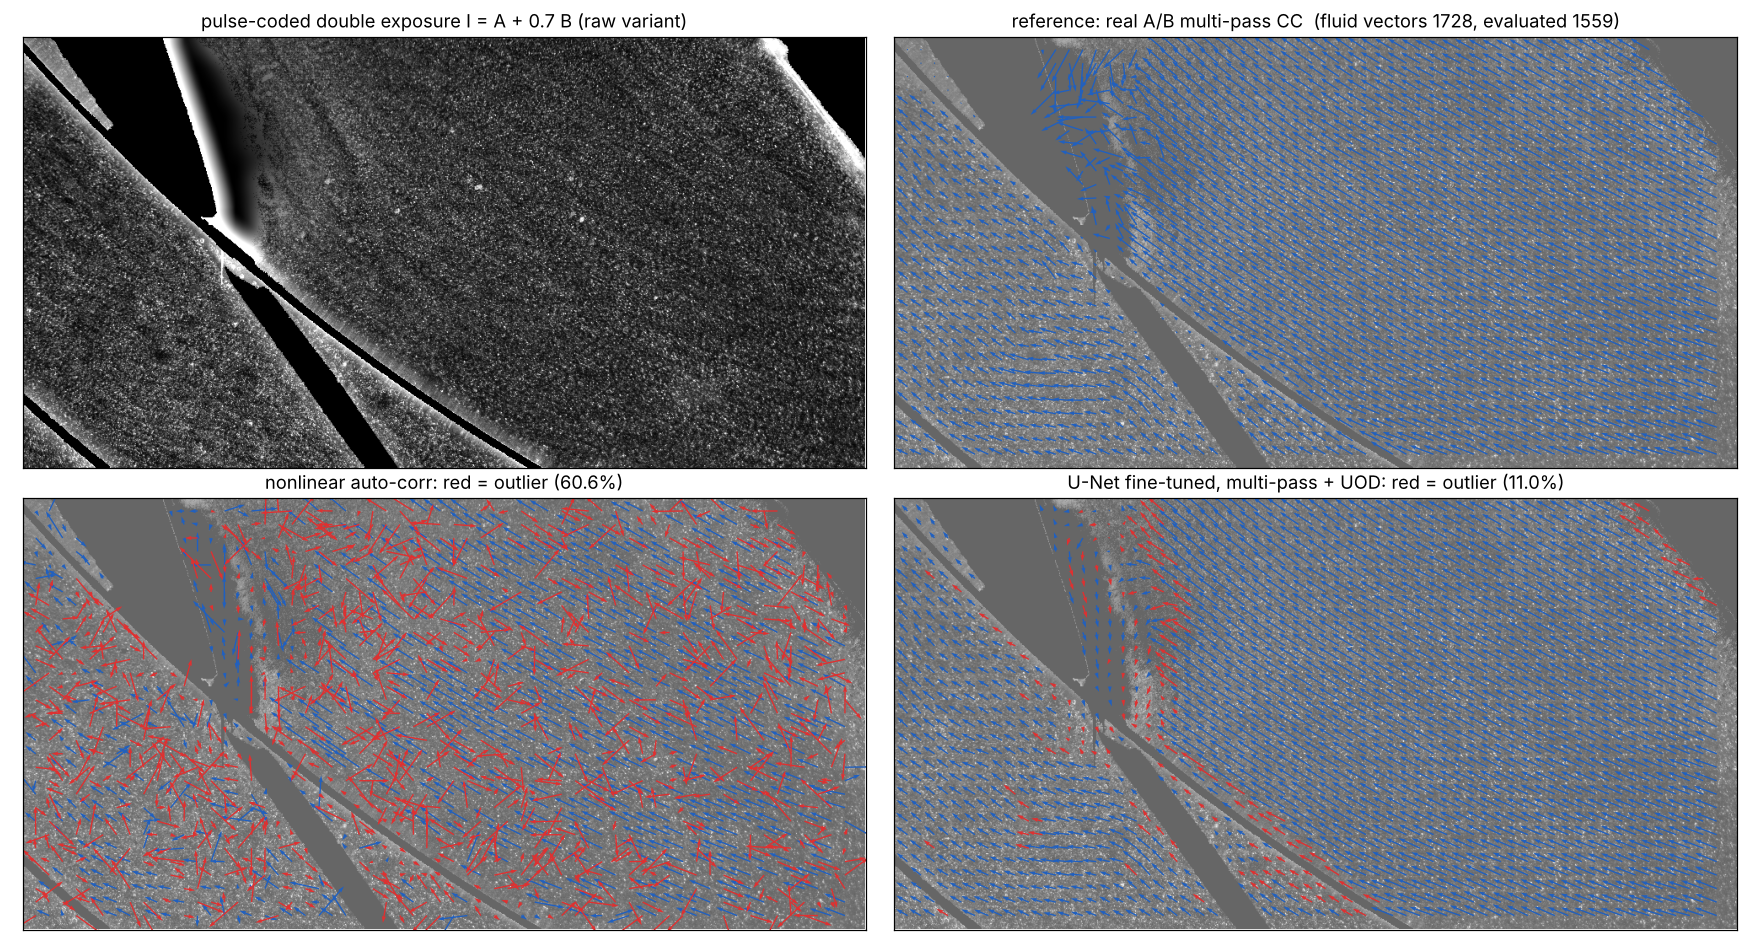 pulse-coded double exposure I = A + 0.7 B (raw variant)
reference: real A/B multi-pass CC  (fluid vectors 1728, evaluated 1559)
nonlinear auto-corr: red = outlier (60.6%)
U-Net fine-tuned, multi-pass + UOD: red = outlier (11.0%)